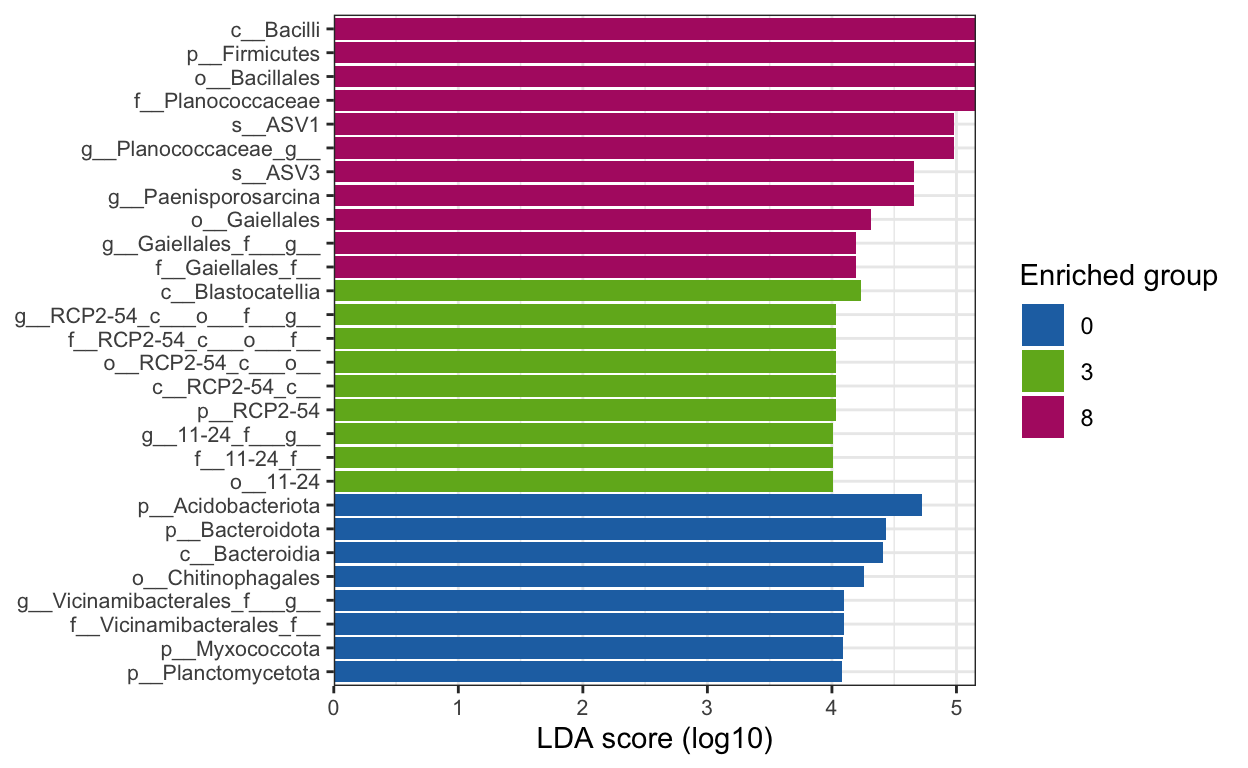 c__Bacilli
p__Firmicutes
o__Bacillales
f__Planococcaceae
s__ASV1
g__Planococcaceae_g__
s__ASV3
g__Paenisporosarcina
o__Gaiellales
g__Gaiellales_f___g__
f__Gaiellales_f__
c__Blastocatellia
g__RCP2-54_c___o___f___g__
f__RCP2-54_c___o___f__
o__RCP2-54_c___o__
c__RCP2-54_c__
p__RCP2-54
g__11-24_f___g__
f__11-24_f__
o__11-24
p__Acidobacteriota
p__Bacteroidota
c__Bacteroidia
o__Chitinophagales
g__Vicinamibacterales_f___g__
f__Vicinamibacterales_f__
p__Myxococcota
p__Planctomycetota
0 1 2 3 4 5
LDA score (log10)
Enriched group
0
3
8